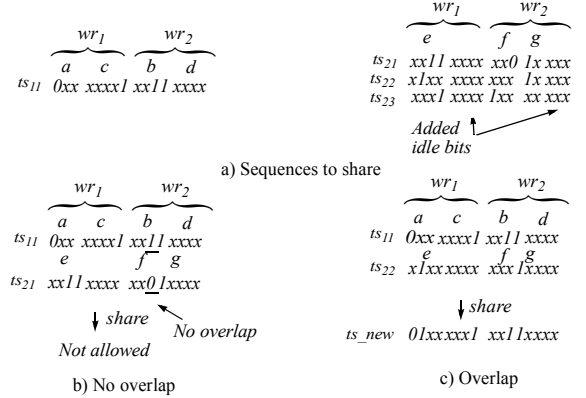 wr1 wr2
a c b d
ts11 0xx xxxx1 xx11 xxxx
wr1 wr2
e f g
ts21 xx11 xxxx xx0 1x xxx
ts22 x1xx xxxx xxx 1x xxx
ts23 xxx1 xxxx 1xx xx xxx
Added
idle bits
a) Sequences to share
wr1 wr2
a c b d
ts11 0xx xxxx1 xx11 xxxx
e f g
ts21 xx11 xxxx xx0 1xxxx
share
No overlap
Not allowed
b) No overlap
wr1 wr2
a c b d
ts11 0xx xxxx1 xx11 xxxx
e f g
ts22 x1xx xxxx xxx 1xxxx
share
ts_new 01xxxxx1 xx11xxxx
c) Overlap